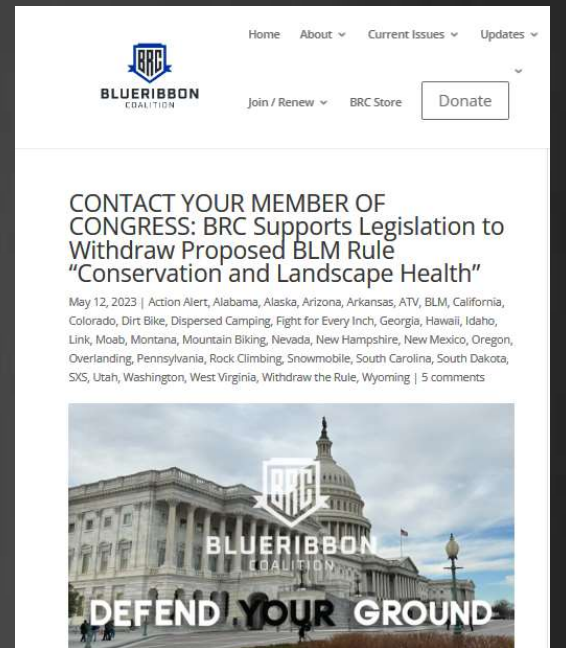 BRC
BLUERIBBON
COALITION
Home About Current Issues Updates
Join / Renew BRC Store Donate
CONTACT YOUR MEMBER OF
CONGRESS: BRC Supports Legislation to
Withdraw Proposed BLM Rule
“Conservation and Landscape Health”
May 12, 2023 | Action Alert, Alabama, Alaska, Arizona, Arkansas, ATV, BLM, California,
Colorado, Dirt Bike, Dispersed Camping, Fight for Every Inch, Georgia, Hawaii, Idaho,
Link, Moab, Montana, Mountain Biking, Nevada, New Hampshire, New Mexico, Oregon,
Overlanding, Pennsylvania, Rock Climbing, Snowmobile, South Carolina, South Dakota,
SXS, Utah, Washington, West Virginia, Withdraw the Rule, Wyoming | 5 comments
BRC
BLUERIBBON
COALITION
DEFEND YOUR GROUND